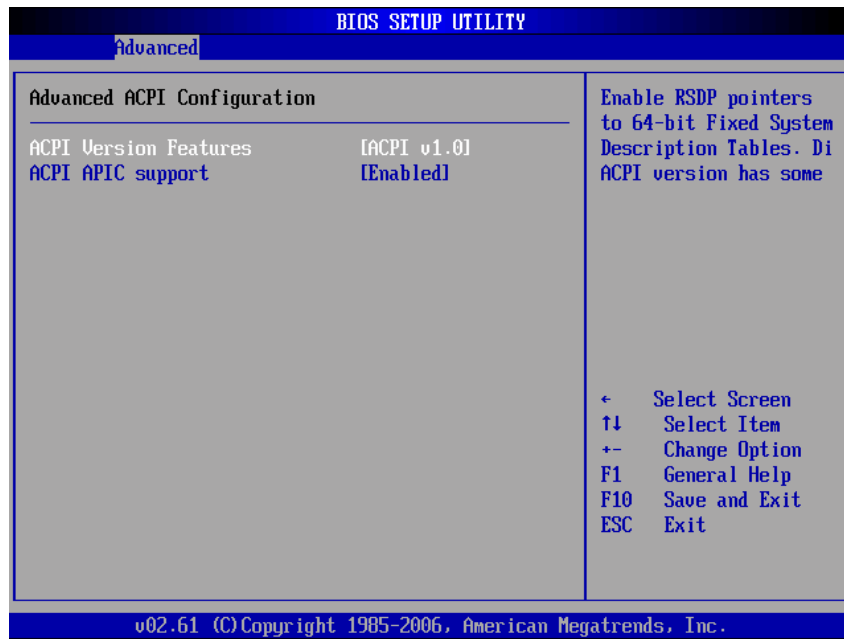 BIOS SETUP UTILITY
Advanced
Advanced ACPI Configuration
ACPI Version Features [ACPI v1.0]
ACPI APIC support [Enabled]
Enable RSDP pointers
to 64-bit Fixed System
Description Tables. Di
ACPI version has some
← Select Screen
↑↓ Select Item
+- Change Option
F1 General Help
F10 Save and Exit
ESC Exit
v02.61 (C)Copyright 1985-2006, American Megatrends, Inc.